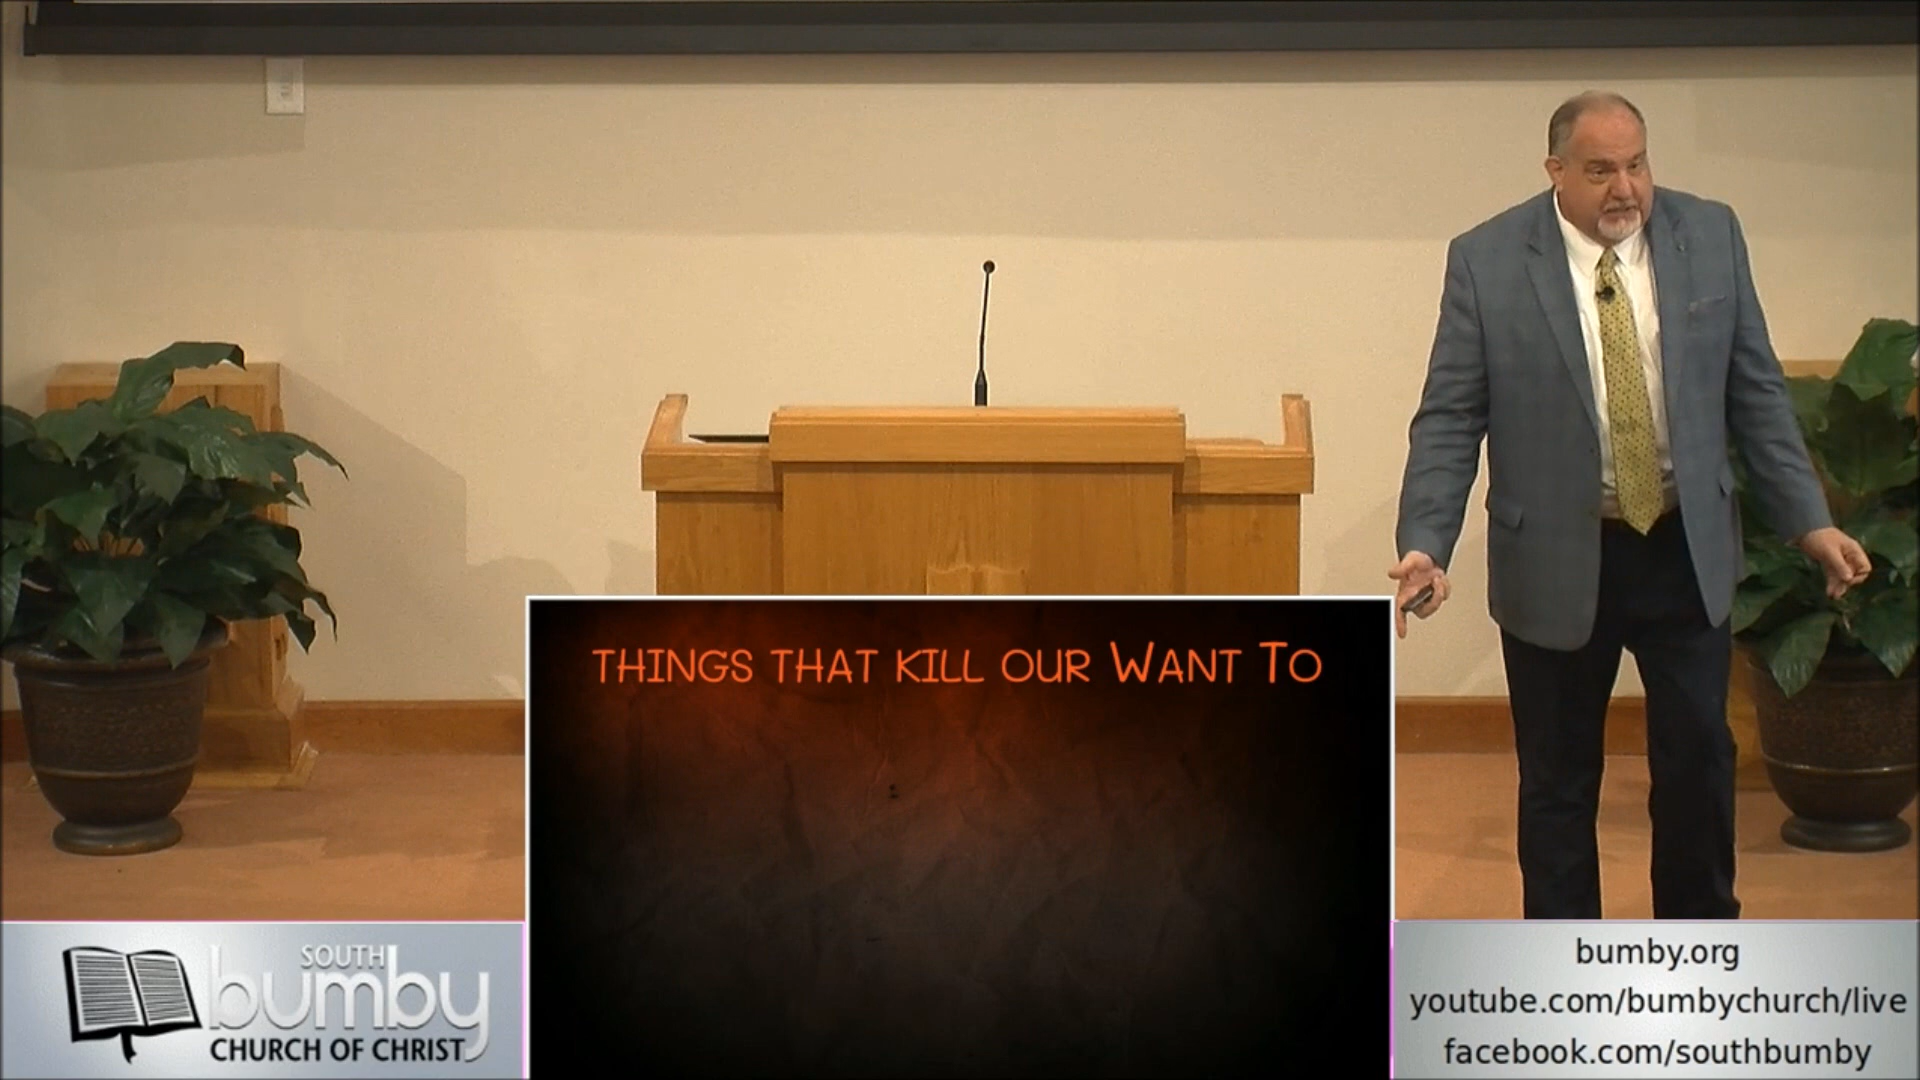 THINGS THAT KILL OUR WANT TO
SOUTH
bumby
CHURCH OF CHRIST
bumby.org
youtube.com/bumbychurch/live
facebook.com/southbumby